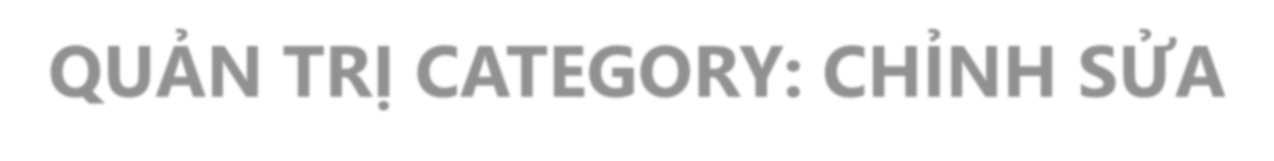 QUẢN TRỊ CATEGORY: CHỈNH SỬA